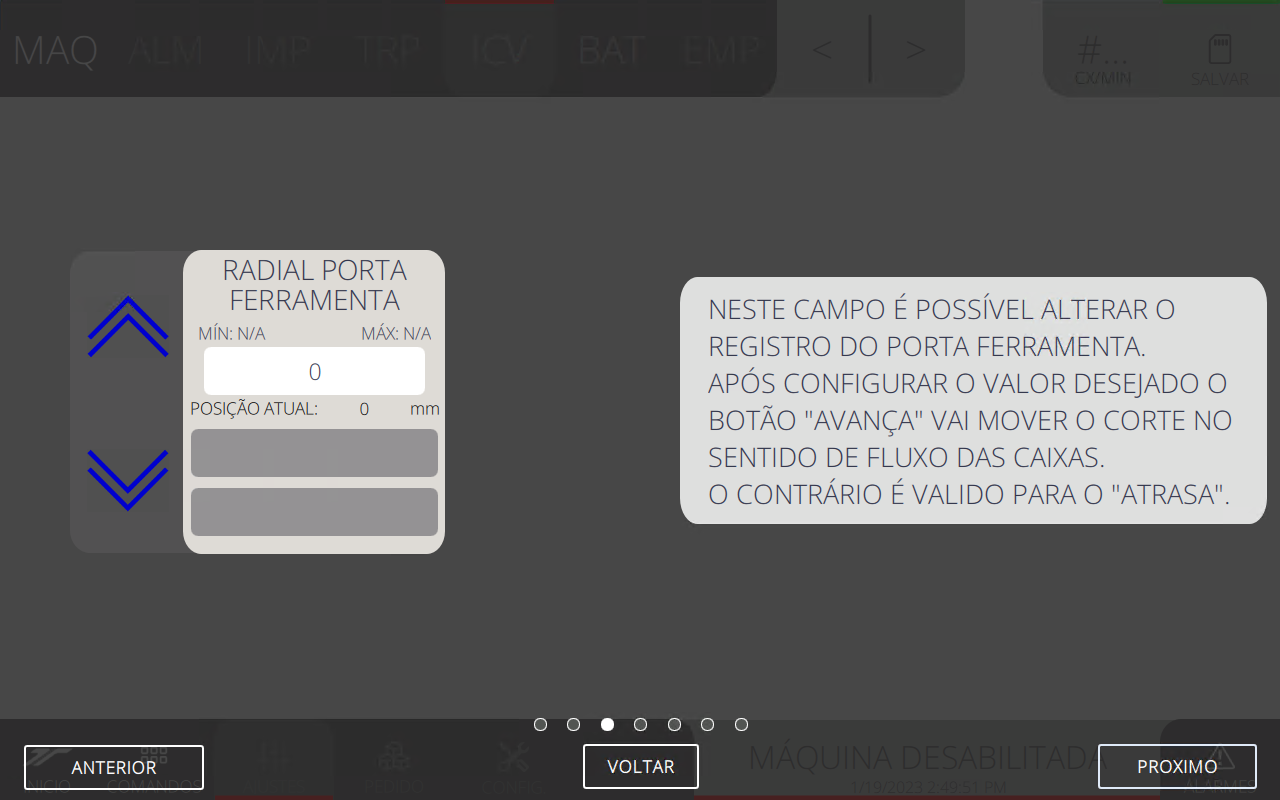 MAQ ALM IMP TRP ICV BAT EMP < > #...
CX/MIN SALVAR
RADIAL PORTA
FERRAMENTA
MÍN: N/A MÁX: N/A
0
POSIÇÃO ATUAL: 0 mm
NESTE CAMPO É POSSÍVEL ALTERAR O
REGISTRO DO PORTA FERRAMENTA.
APÓS CONFIGURAR O VALOR DESEJADO O
BOTÃO "AVANÇA" VAI MOVER O CORTE NO
SENTIDO DE FLUXO DAS CAIXAS.
O CONTRÁRIO É VALIDO PARA O "ATRASA".
MÁQUINA DESABILITADA
ANTERIOR VOLTAR PROXIMO
INICIO COMANDOS PEDIDO CONFIG 1/19/2023 2:49:51 PM ALARMES